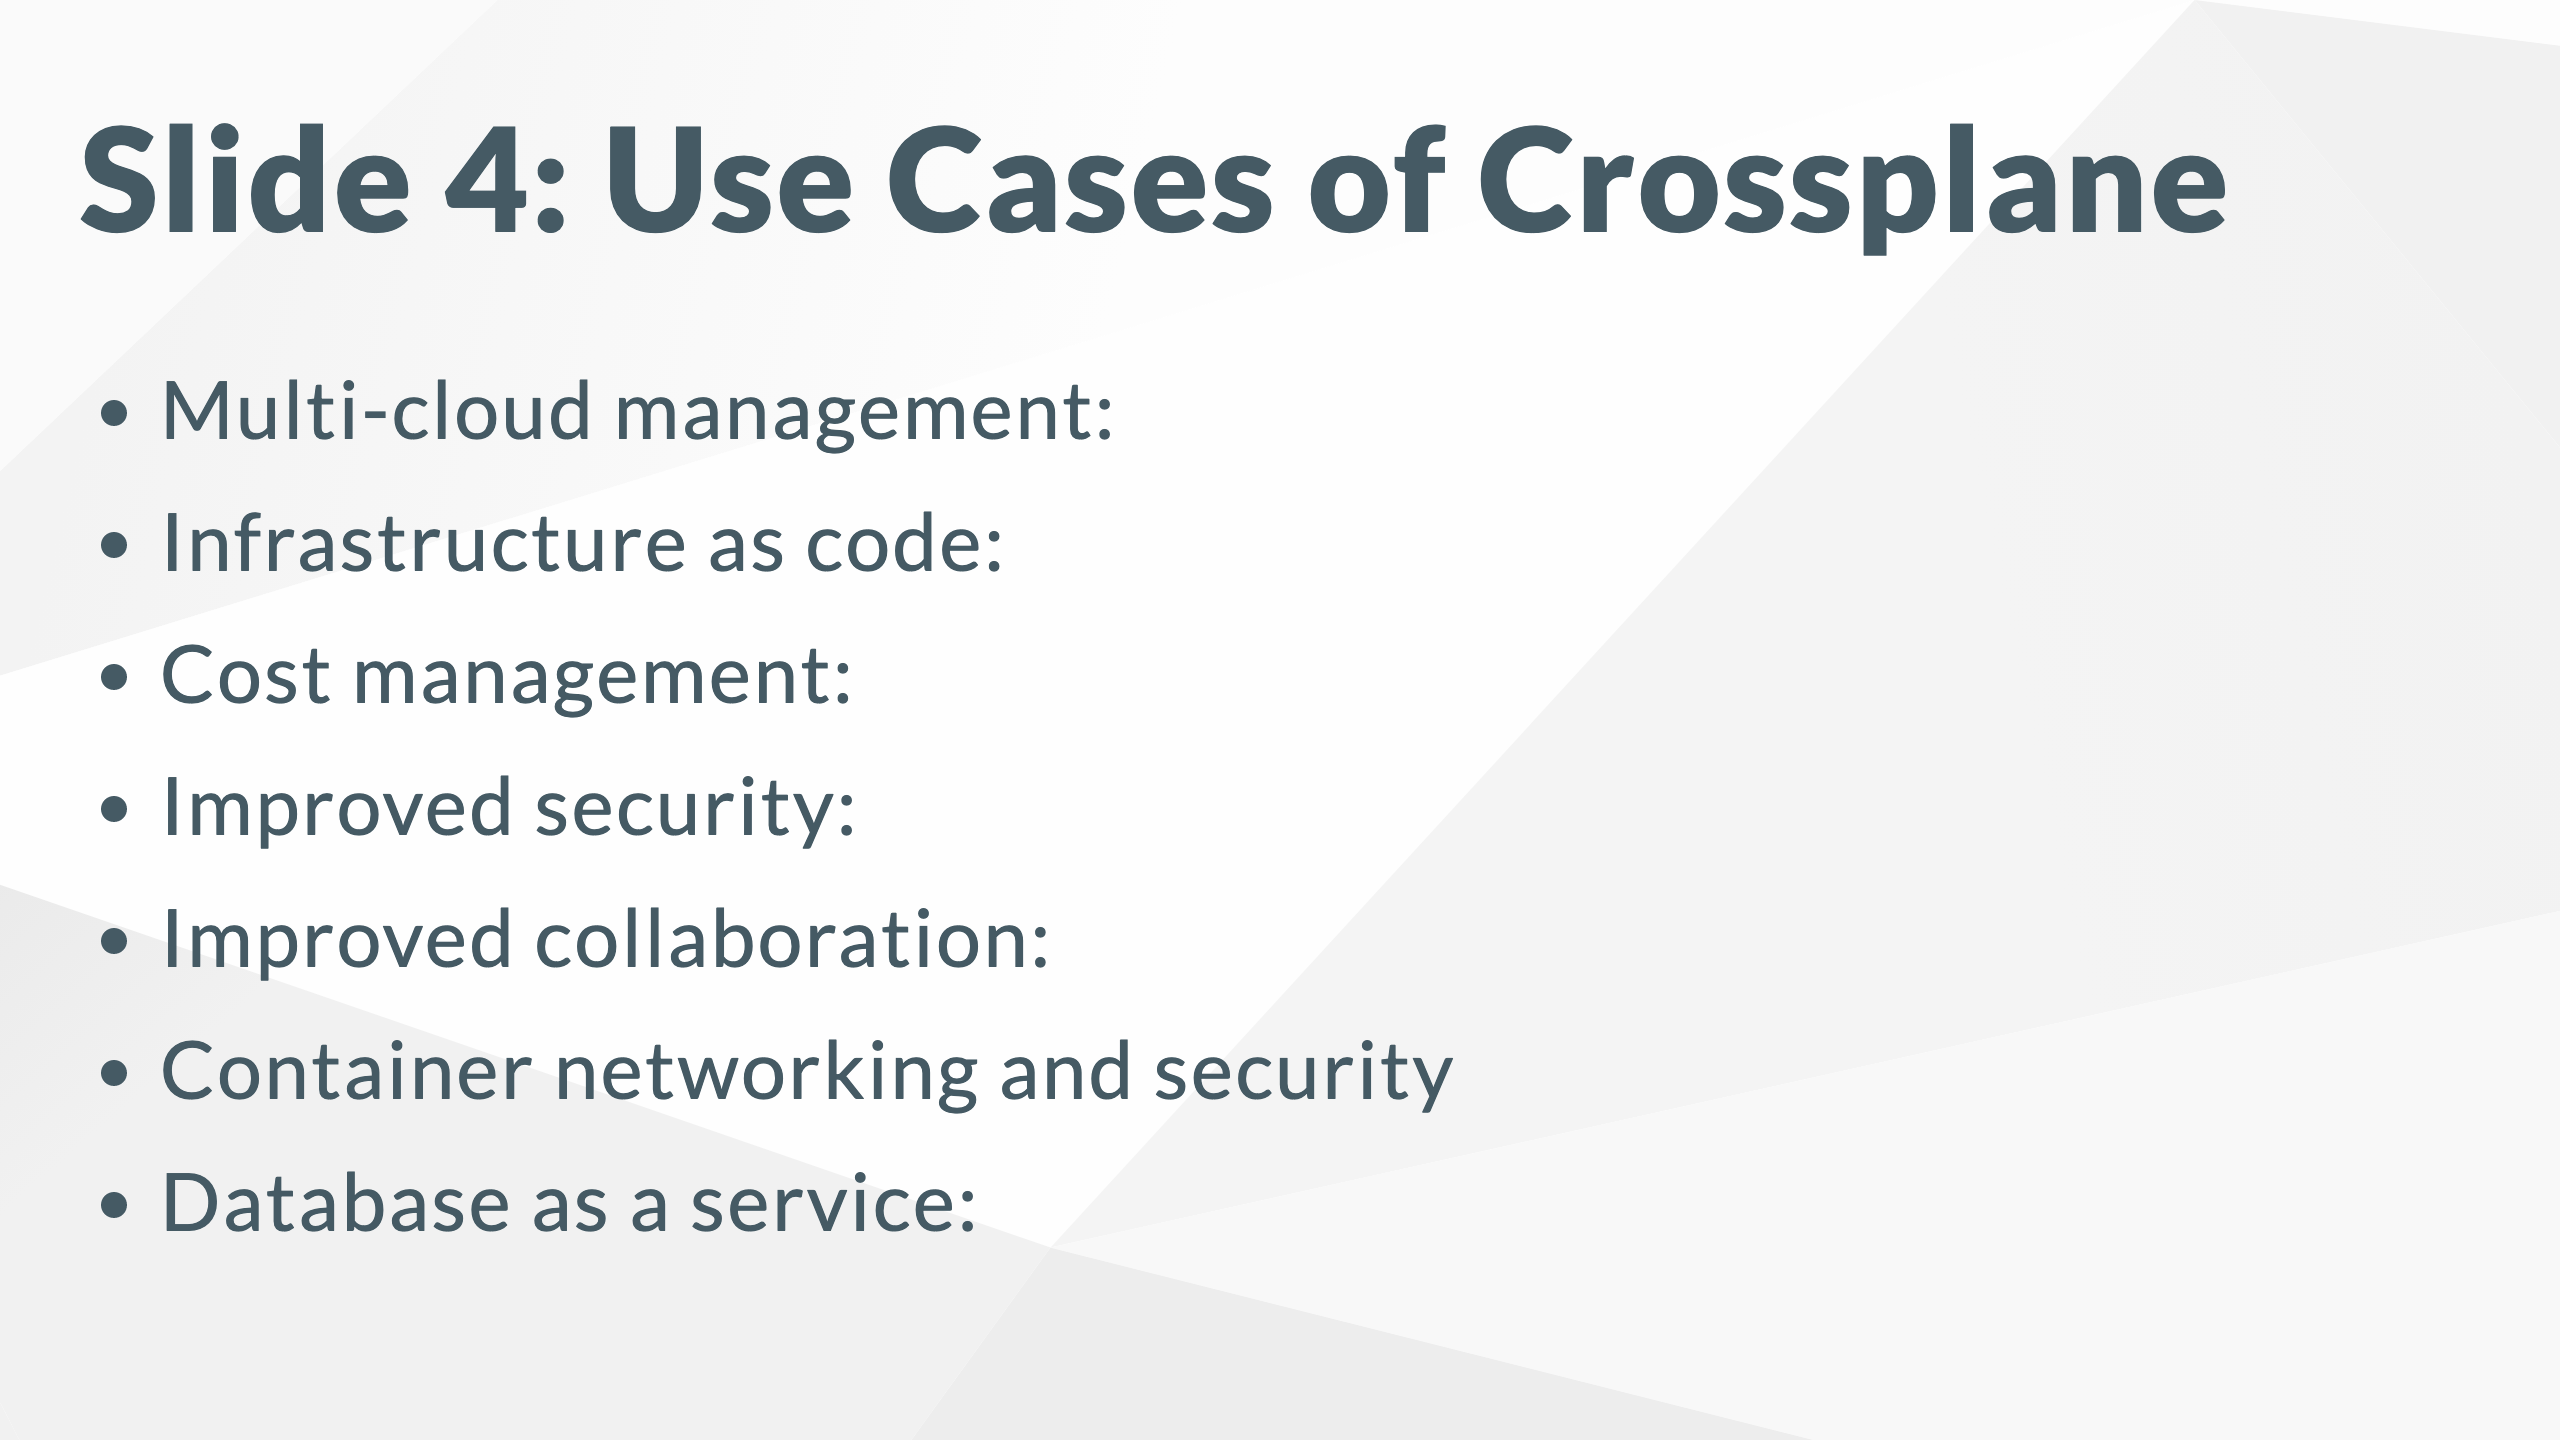 Slide 4: Use Cases of Crossplane
• Multi-cloud management:
• Infrastructure as code:
• Cost management:
• Improved security:
• Improved collaboration:
• Container networking and security
• Database as a service: